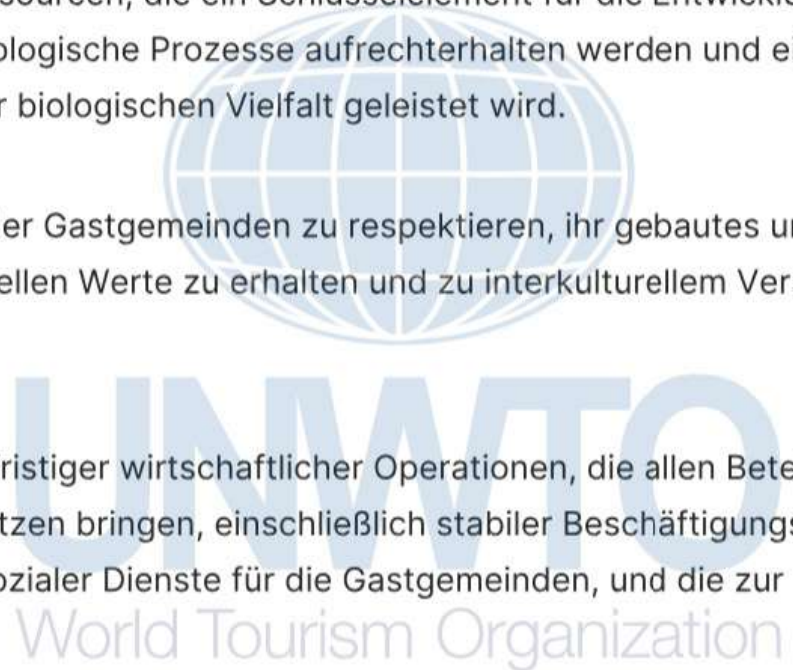 ologische Prozesse aufrechterhalten werden und ei
r biologischen Vielfalt geleistet wird.
er Gastgemeinden zu respektieren, ihr gebautes u
ellen Werte zu erhalten und zu interkulturellem Ver
UNWTO
ristiger wirtschaftlicher Operationen, die allen Bete
tzen bringen, einschließlich stabiler Beschäftigungs
ozialer Dienste für die Gastgemeinden, und die zur
World Tourism Organization